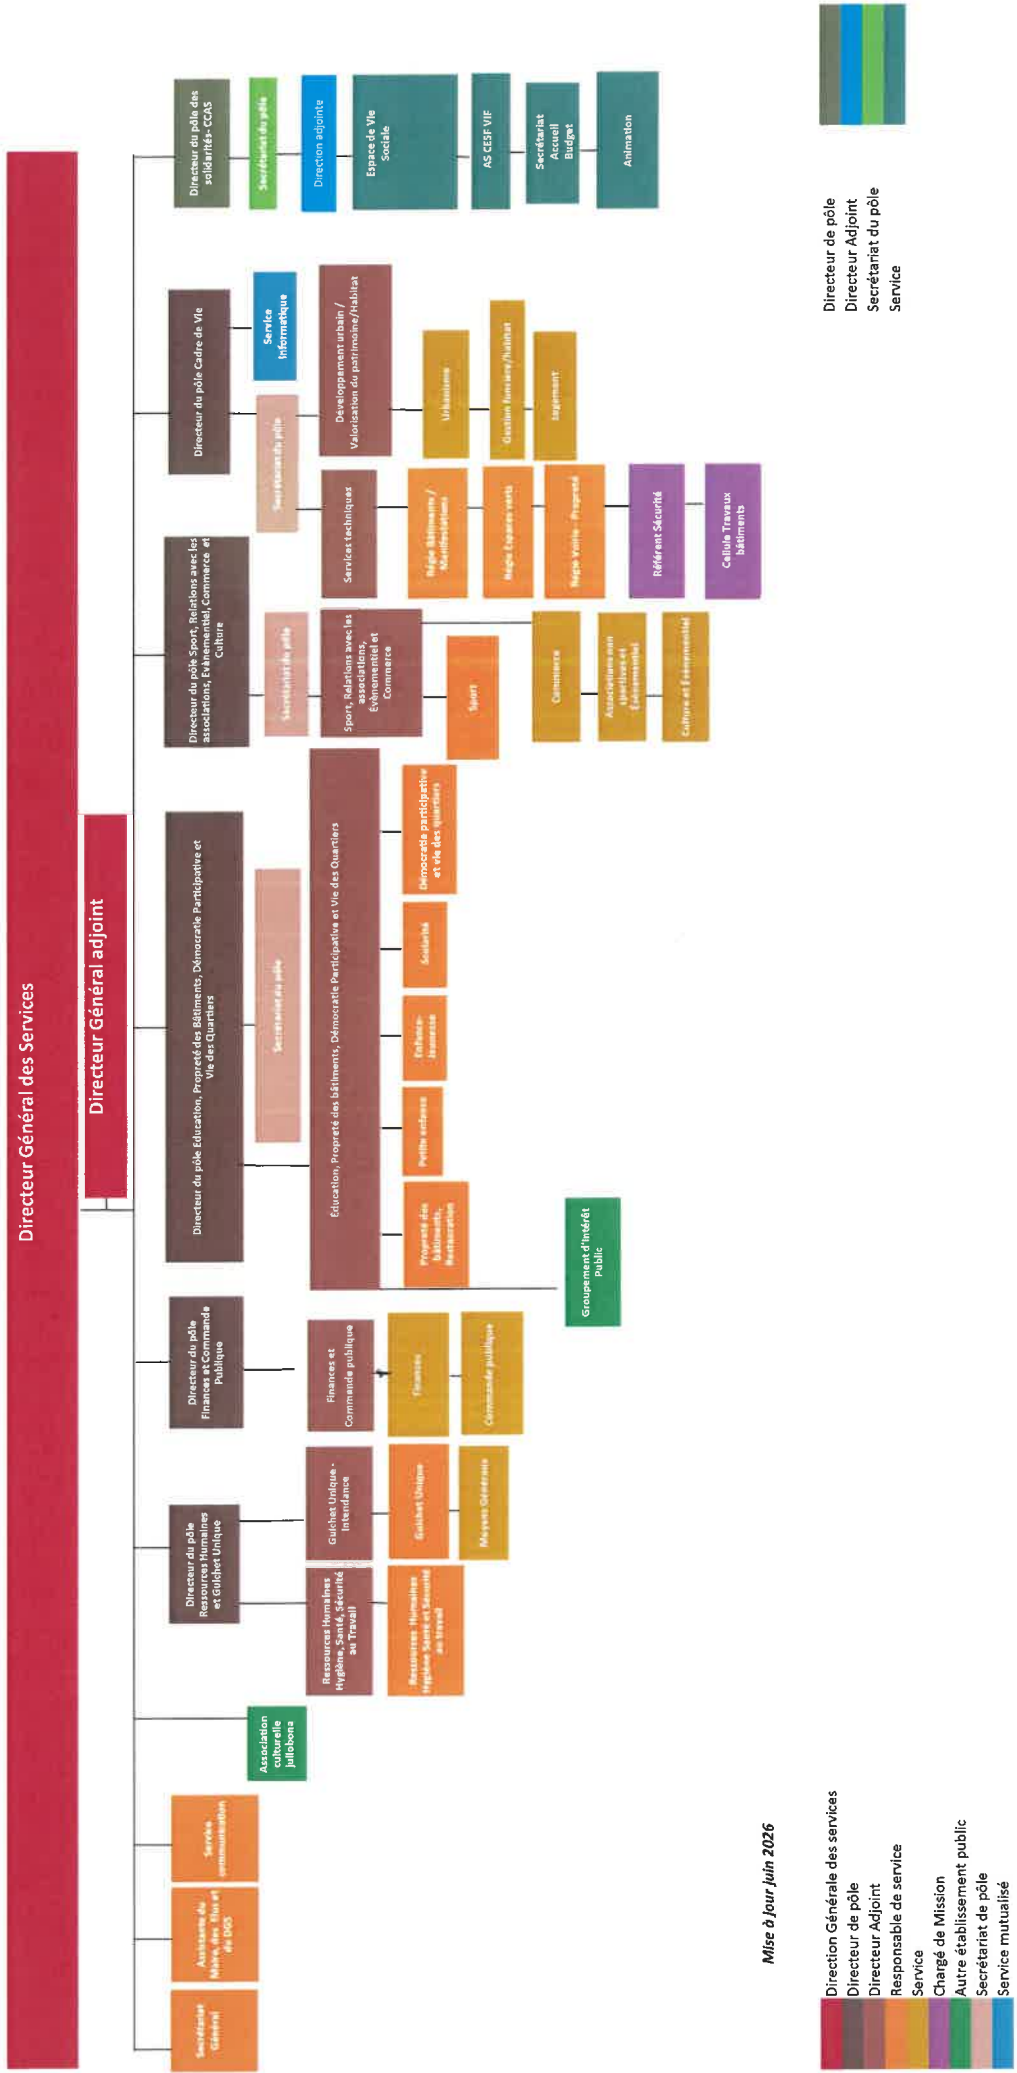 Directeur Général des Services
Directeur Général adjoint
Secrétariat
Général
Assistante du
Maire, des Elus et
du DGS
Service
communication
Association
culturelle
juliobona
Directeur du pôle
Ressources Humaines
et Guichet Unique
Ressources Humaines
Hygiène, Santé, Sécurité
au Travail
Ressources Humaines
Hygiène Santé et Sécurité
au travail
Guichet Unique -
Intendance
Guichet Unique
Moyens Généraux
Directeur du pôle
Finances et Commande
Publique
Finances et
Commande publique
Finances
Commande publique
Directeur du pôle Education, Propreté des Bâtiments, Démocratie Participative et
Vie des Quartiers
Secrétariat du pôle
Education, Propreté des bâtiments, Démocratie Participative et Vie des Quartiers
Propreté des
bâtiments,
Restauration
Petite enfance
Enfance-
Jeunesse
Scolarité
Démocratie participative
et vie des quartiers
Groupement d'Intérêt
Public
Directeur du pôle Sport, Relations avec les
associations, Evènementiel, Commerce et
Culture
Secrétariat du pôle
Sport, Relations avec les
associations,
Évènementiel et
Commerce
Sport
Commerce
Associations non
sportives et
Evénementiel
Culture et Evénementiel
Directeur du pôle Cadre de Vie
Service
Informatique
Secrétariat du pôle
Services techniques
Régie Bâtiments /
Manifestations
Régie Espaces verts
Régie Voirie - Propreté
Référent Sécurité
Cellule Travaux
bâtiments
Développement urbain /
Valorisation du patrimoine/Habitat
Urbanisme
Gestion funciare/habitat
Logement
Directeur du pôle des
solidarités- CCAS
Secrétariat du pôle
Direction adjointe
Espace de Vie
Sociale
AS CESF VIF
Secrétariat
Accueil
Budget
Animation
Mise à jour juin 2026
Direction Générale des services
Directeur de pôle
Directeur Adjoint
Responsable de service
Service
Chargé de Mission
Autre établissement public
Secrétariat de pôle
Service mutualisé
Directeur de pôle
Directeur Adjoint
Secrétariat du pôle
Service